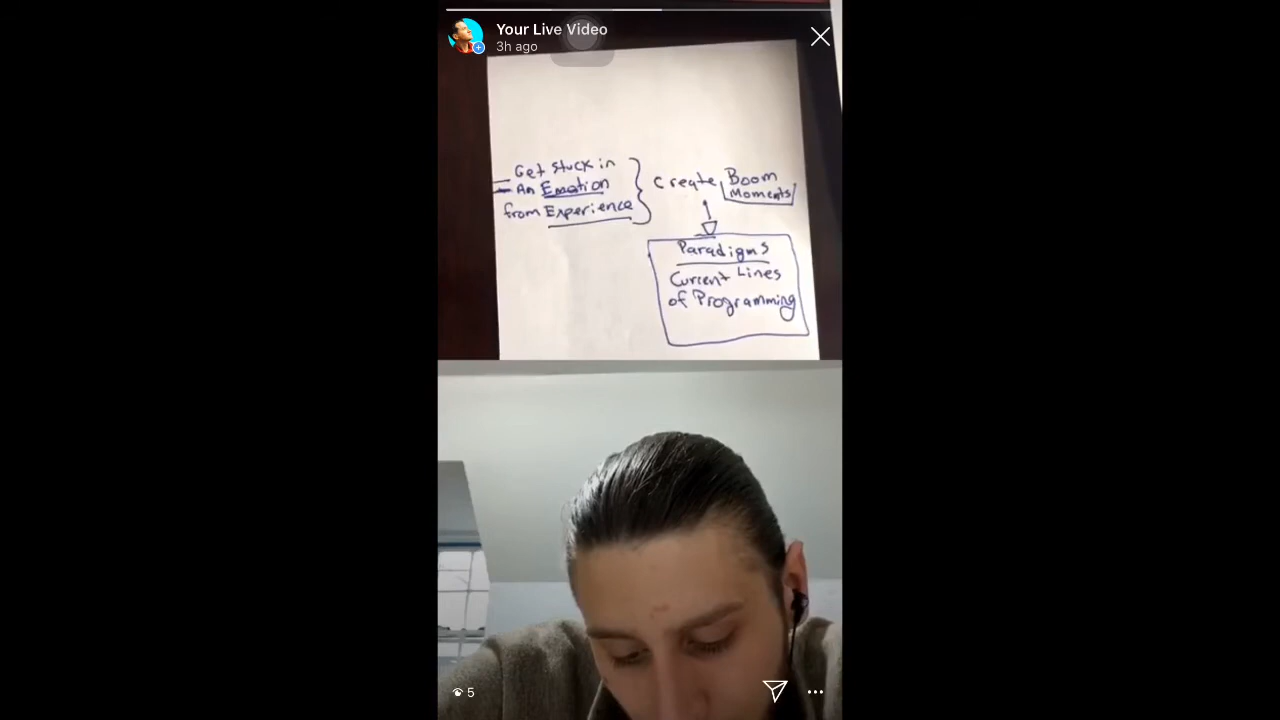 Your Live Video
3h ago
Get stuck in
An Emotion
from Experience
Create Boom
Moments
Paradigms
Current Lines
of Programming
5